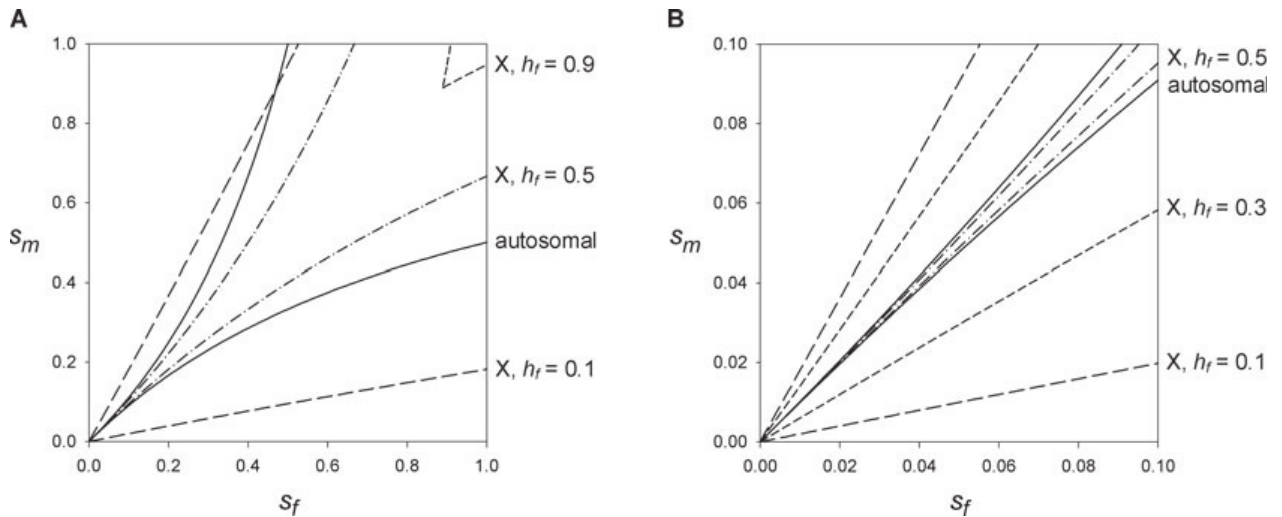 A
1.0
0.8
0.6
0.4
0.2
0.0
0.0 0.2 0.4 0.6 0.8 1.0
sm
sf
X, hf = 0.9
X, hf = 0.5
autosomal
X, hf = 0.1
B
0.10
0.08
0.06
0.04
0.02
0.00
0.00 0.02 0.04 0.06 0.08 0.10
sm
sf
X, hf = 0.5
autosomal
X, hf = 0.3
X, hf = 0.1